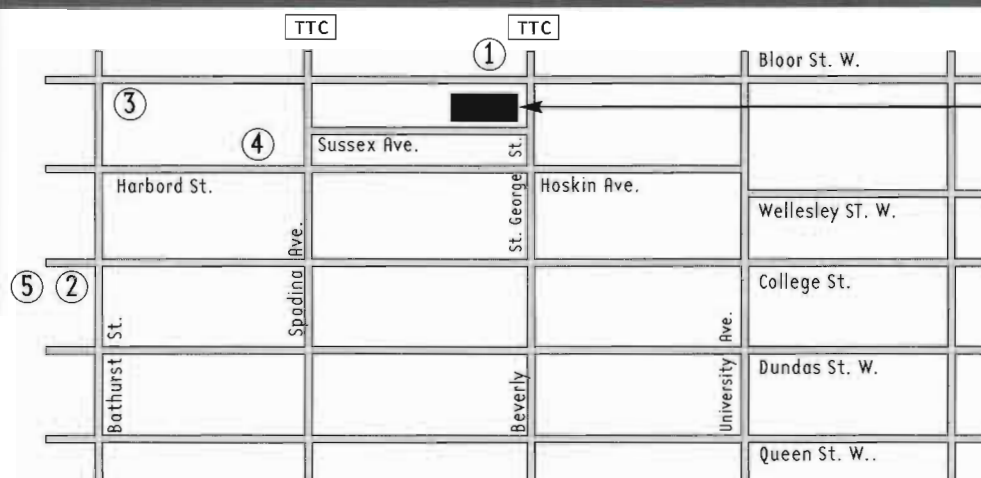 TTC
TTC
1
Bloor St. W.
3
4
Sussex Ave.
St. George St.
Harbord St.
Hoskin Ave.
Wellesley ST. W.
5
2
Spadina Ave.
College St.
Bathurst St.
Beverly
University Ave.
Dundas St. W.
Queen St. W..